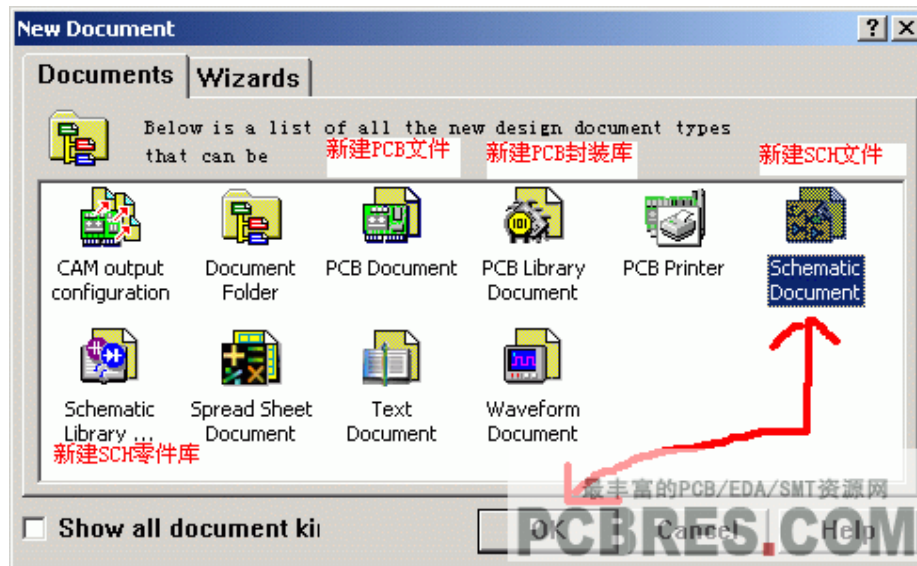 New Document
Documents
Wizards
Below is a list of all the new design document types
that can be
新建PCB文件
新建PCB封装库
新建SCH文件
CAM output
configuration
Document
Folder
PCB Document
PCB Library
Document
PCB Printer
Schematic
Document
Schematic
Library ...
Spread Sheet
Document
Text
Document
Waveform
Document
新建SCH零件库
最丰富的PCB/EDA/SMT资源网
Show all document kin
OK
Cancel
Help
PCBRES.COM